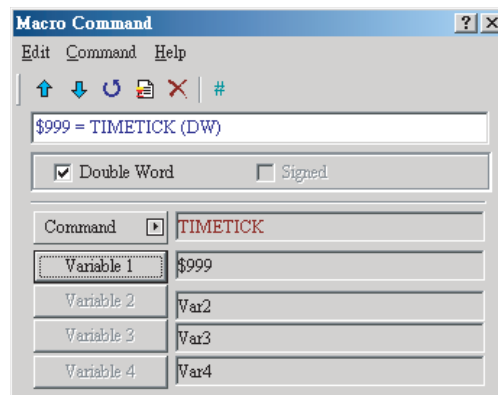 Macro Command
Edit Command Help
#
$999 = TIMETICK (DW)
Double Word Signed
Command TIMETICK
Variable 1 $999
Variable 2 Var2
Variable 3 Var3
Variable 4 Var4